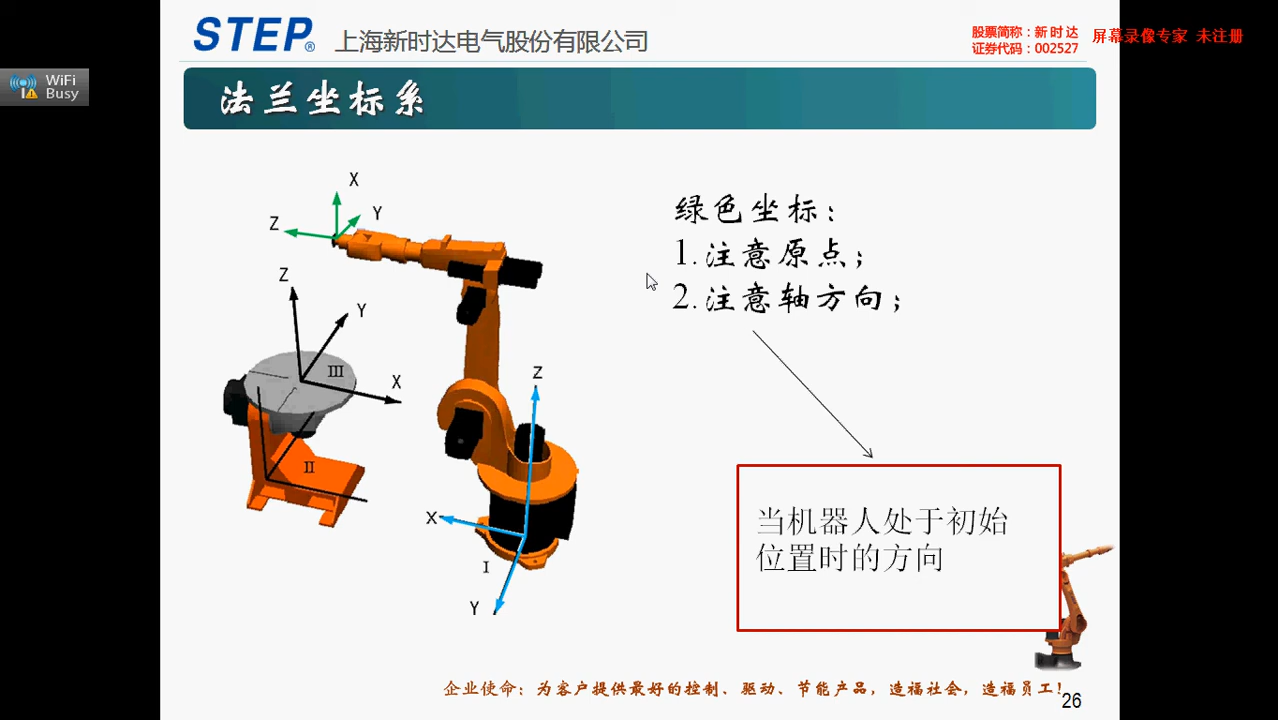 STEP® 上海新时达电气股份有限公司
股票简称：新 时 达
证券代码：002527
屏幕录像专家 未注册
WiFi
Busy
法兰坐标系
X
Y
Z
绿色坐标：
1.注意原点；
2.注意轴方向；
Z
Y
III
X
II
Z
X
I
Y
当机器人处于初始
位置时的方向
企业使命：为客户提供最好的控制、驱动、节能产品，造福社会，造福员工！
26